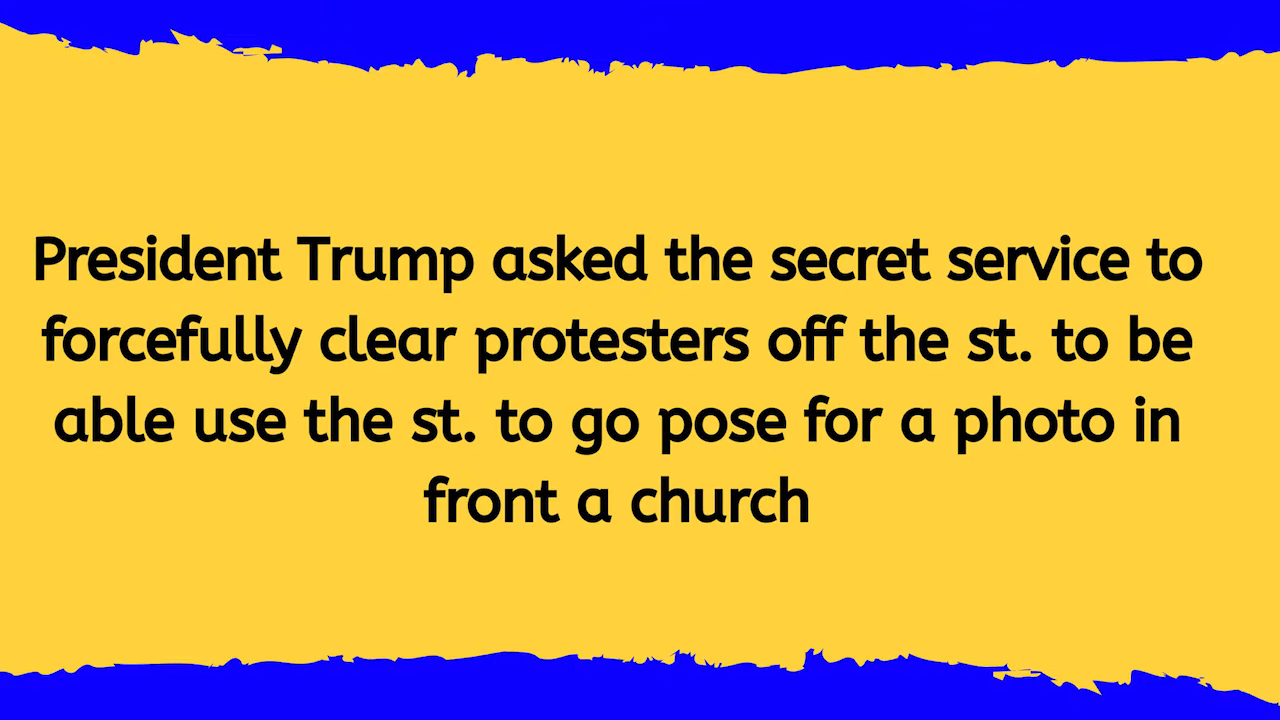 President Trump asked the secret service to
forcefully clear protesters off the st. to be
able use the st. to go pose for a photo in
front a church